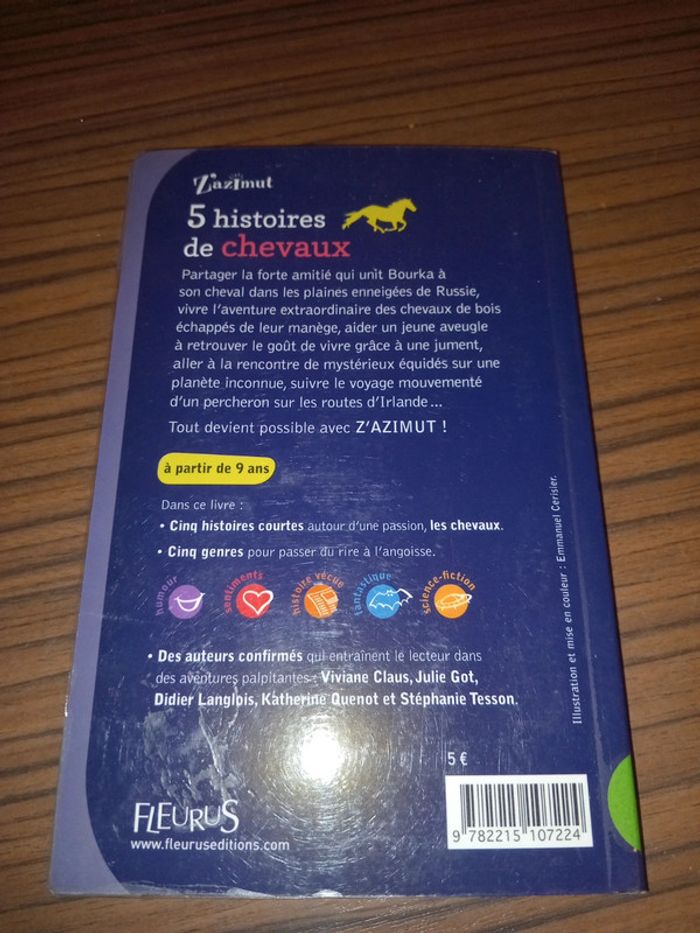 Z'azimut
5 histoires
de chevaux
Partager la forte amitié qui unit Bourka à
son cheval dans les plaines enneigées de Russie,
vivre l'aventure extraordinaire des chevaux de bois
échappés de leur manège, aider un jeune aveugle
à retrouver le goût de vivre grâce à une jument,
aller à la rencontre de mystérieux équidés sur une
planète inconnue, suivre le voyage mouvementé
d'un percheron sur les routes d'Irlande...
Tout devient possible avec Z'AZIMUT !
à partir de 9 ans
Dans ce livre :
• Cinq histoires courtes autour d'une passion, les chevaux.
• Cinq genres pour passer du rire à l'angoisse.
humour
sentiments
histoire vécue
fantastique
science-fiction
• Des auteurs confirmés qui entraînent le lecteur dans
des aventures palpitantes : Viviane Claus, Julie Got,
Didier Langlois, Katherine Quenot et Stéphanie Tesson.
Illustration et mise en couleur : Emmanuel Cerisier.
5 €
FLEURUS
www.fleuruseditions.com
9 782215 107224